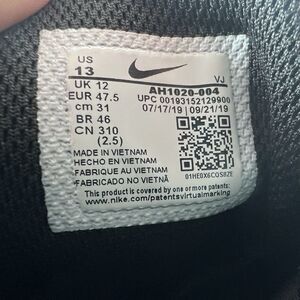 US
13
VJ
UK 12
AH1020-004
EUR 47.5
UPC 00193152129900
cm 31
07/17/19 09/21/19
BR 46
CN 310
(2.5)
MADE IN VIETNAM
HECHO EN VIETNAM
FABRIQUE AU VIETNAM
FABRICADO NO VIETNÃ
01HE0X6CQS8ZE
This product is covered by one or more patents:
www.nike.com/patentsvirtualmarking